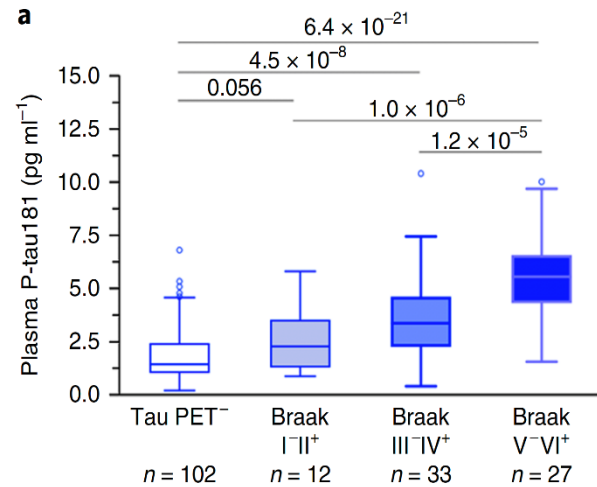 a
6.4 × 10⁻²¹
4.5 × 10⁻⁸
0.056
1.0 × 10⁻⁶
1.2 × 10⁻⁵
Plasma P-tau181 (pg ml⁻¹)
15.0
12.5
10.0
7.5
5.0
2.5
0.0
Tau PET⁻ Braak Braak Braak
I⁻II⁺ III⁻IV⁺ V⁻VI⁺
n = 102 n = 12 n = 33 n = 27